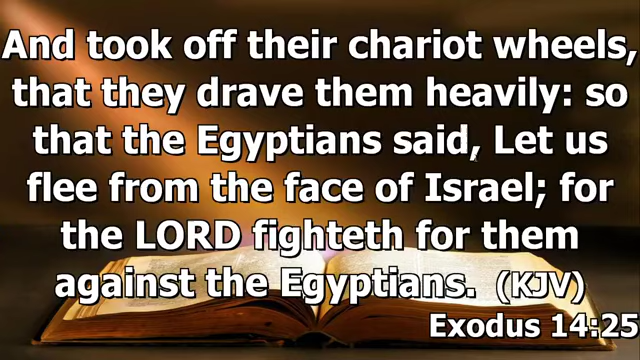 And took off their chariot wheels,
that they drave them heavily: so
that the Egyptians said, Let us
flee from the face of Israel; for
the LORD fighteth for them
against the Egyptians. (KJV)
Exodus 14:25